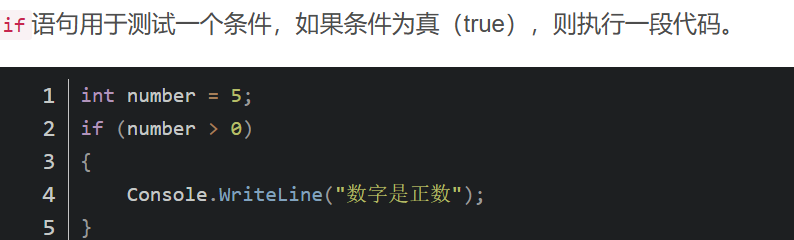 if语句用于测试一个条件，如果条件为真（true），则执行一段代码。
1 int number = 5;
2 if (number > 0)
3 {
4     Console.WriteLine("数字是正数");
5 }